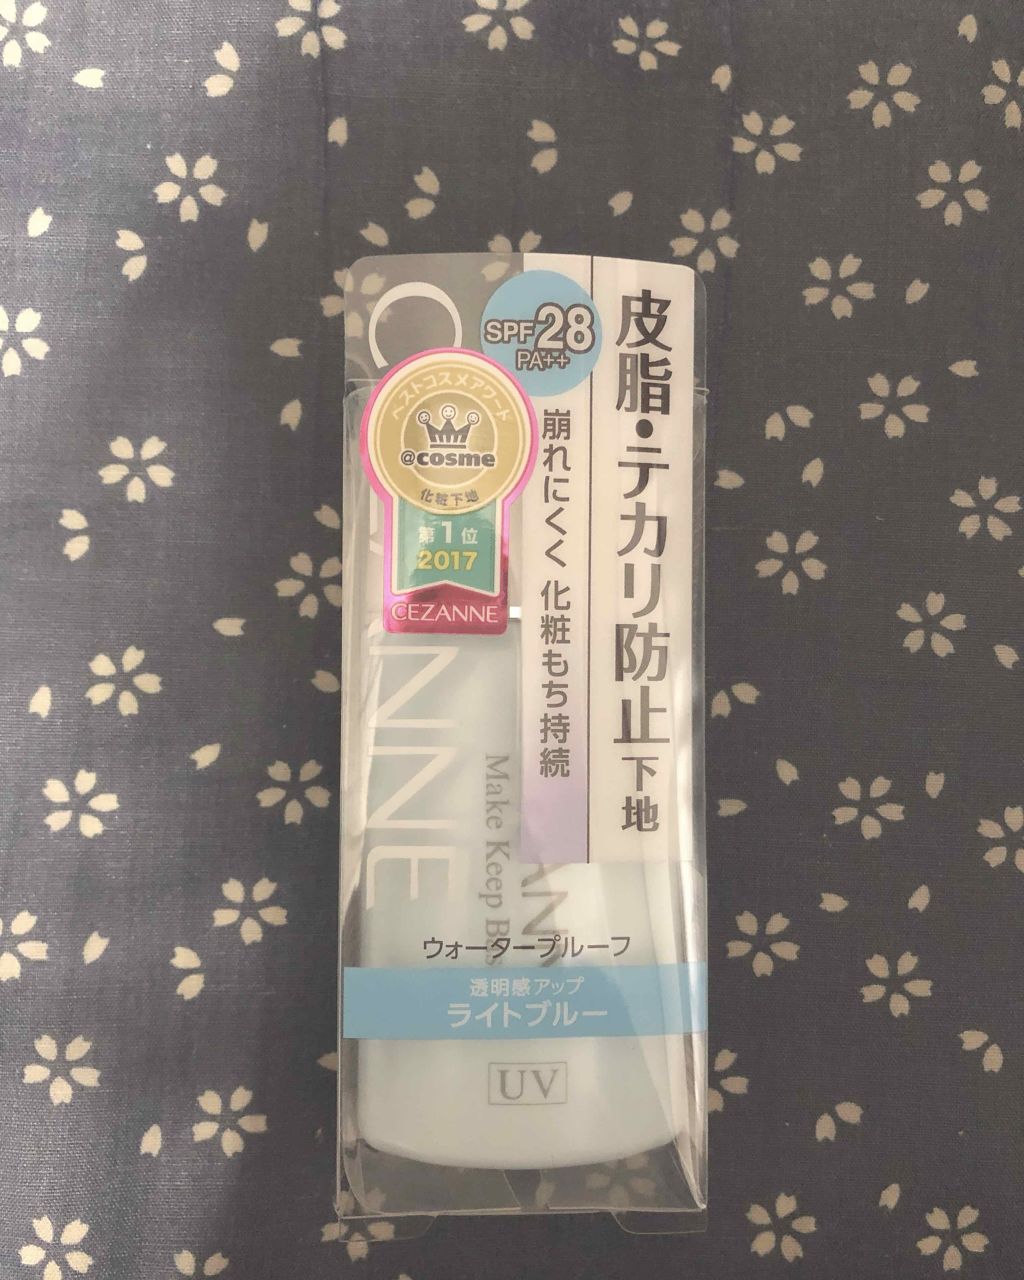 皮脂・テカリ防止下地
崩れにくく 化粧もち持続
SPF28
PA++
ベストコスメアワード
@cosme
化粧下地
第1位
2017
CEZANNE
CEZANNE
Make Keep Bas
ウォータープルーフ
透明感アップ
ライトブルー
UV